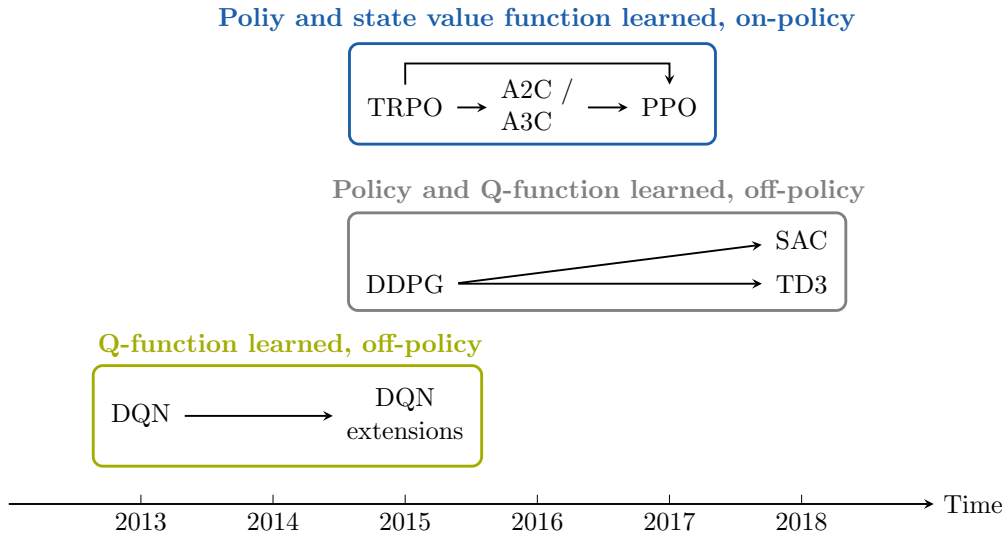 Poliy and state value function learned, on-policy
TRPO
A2C /
A3C
PPO
Policy and Q-function learned, off-policy
SAC
DDPG
TD3
Q-function learned, off-policy
DQN
DQN
extensions
Time
2013
2014
2015
2016
2017
2018